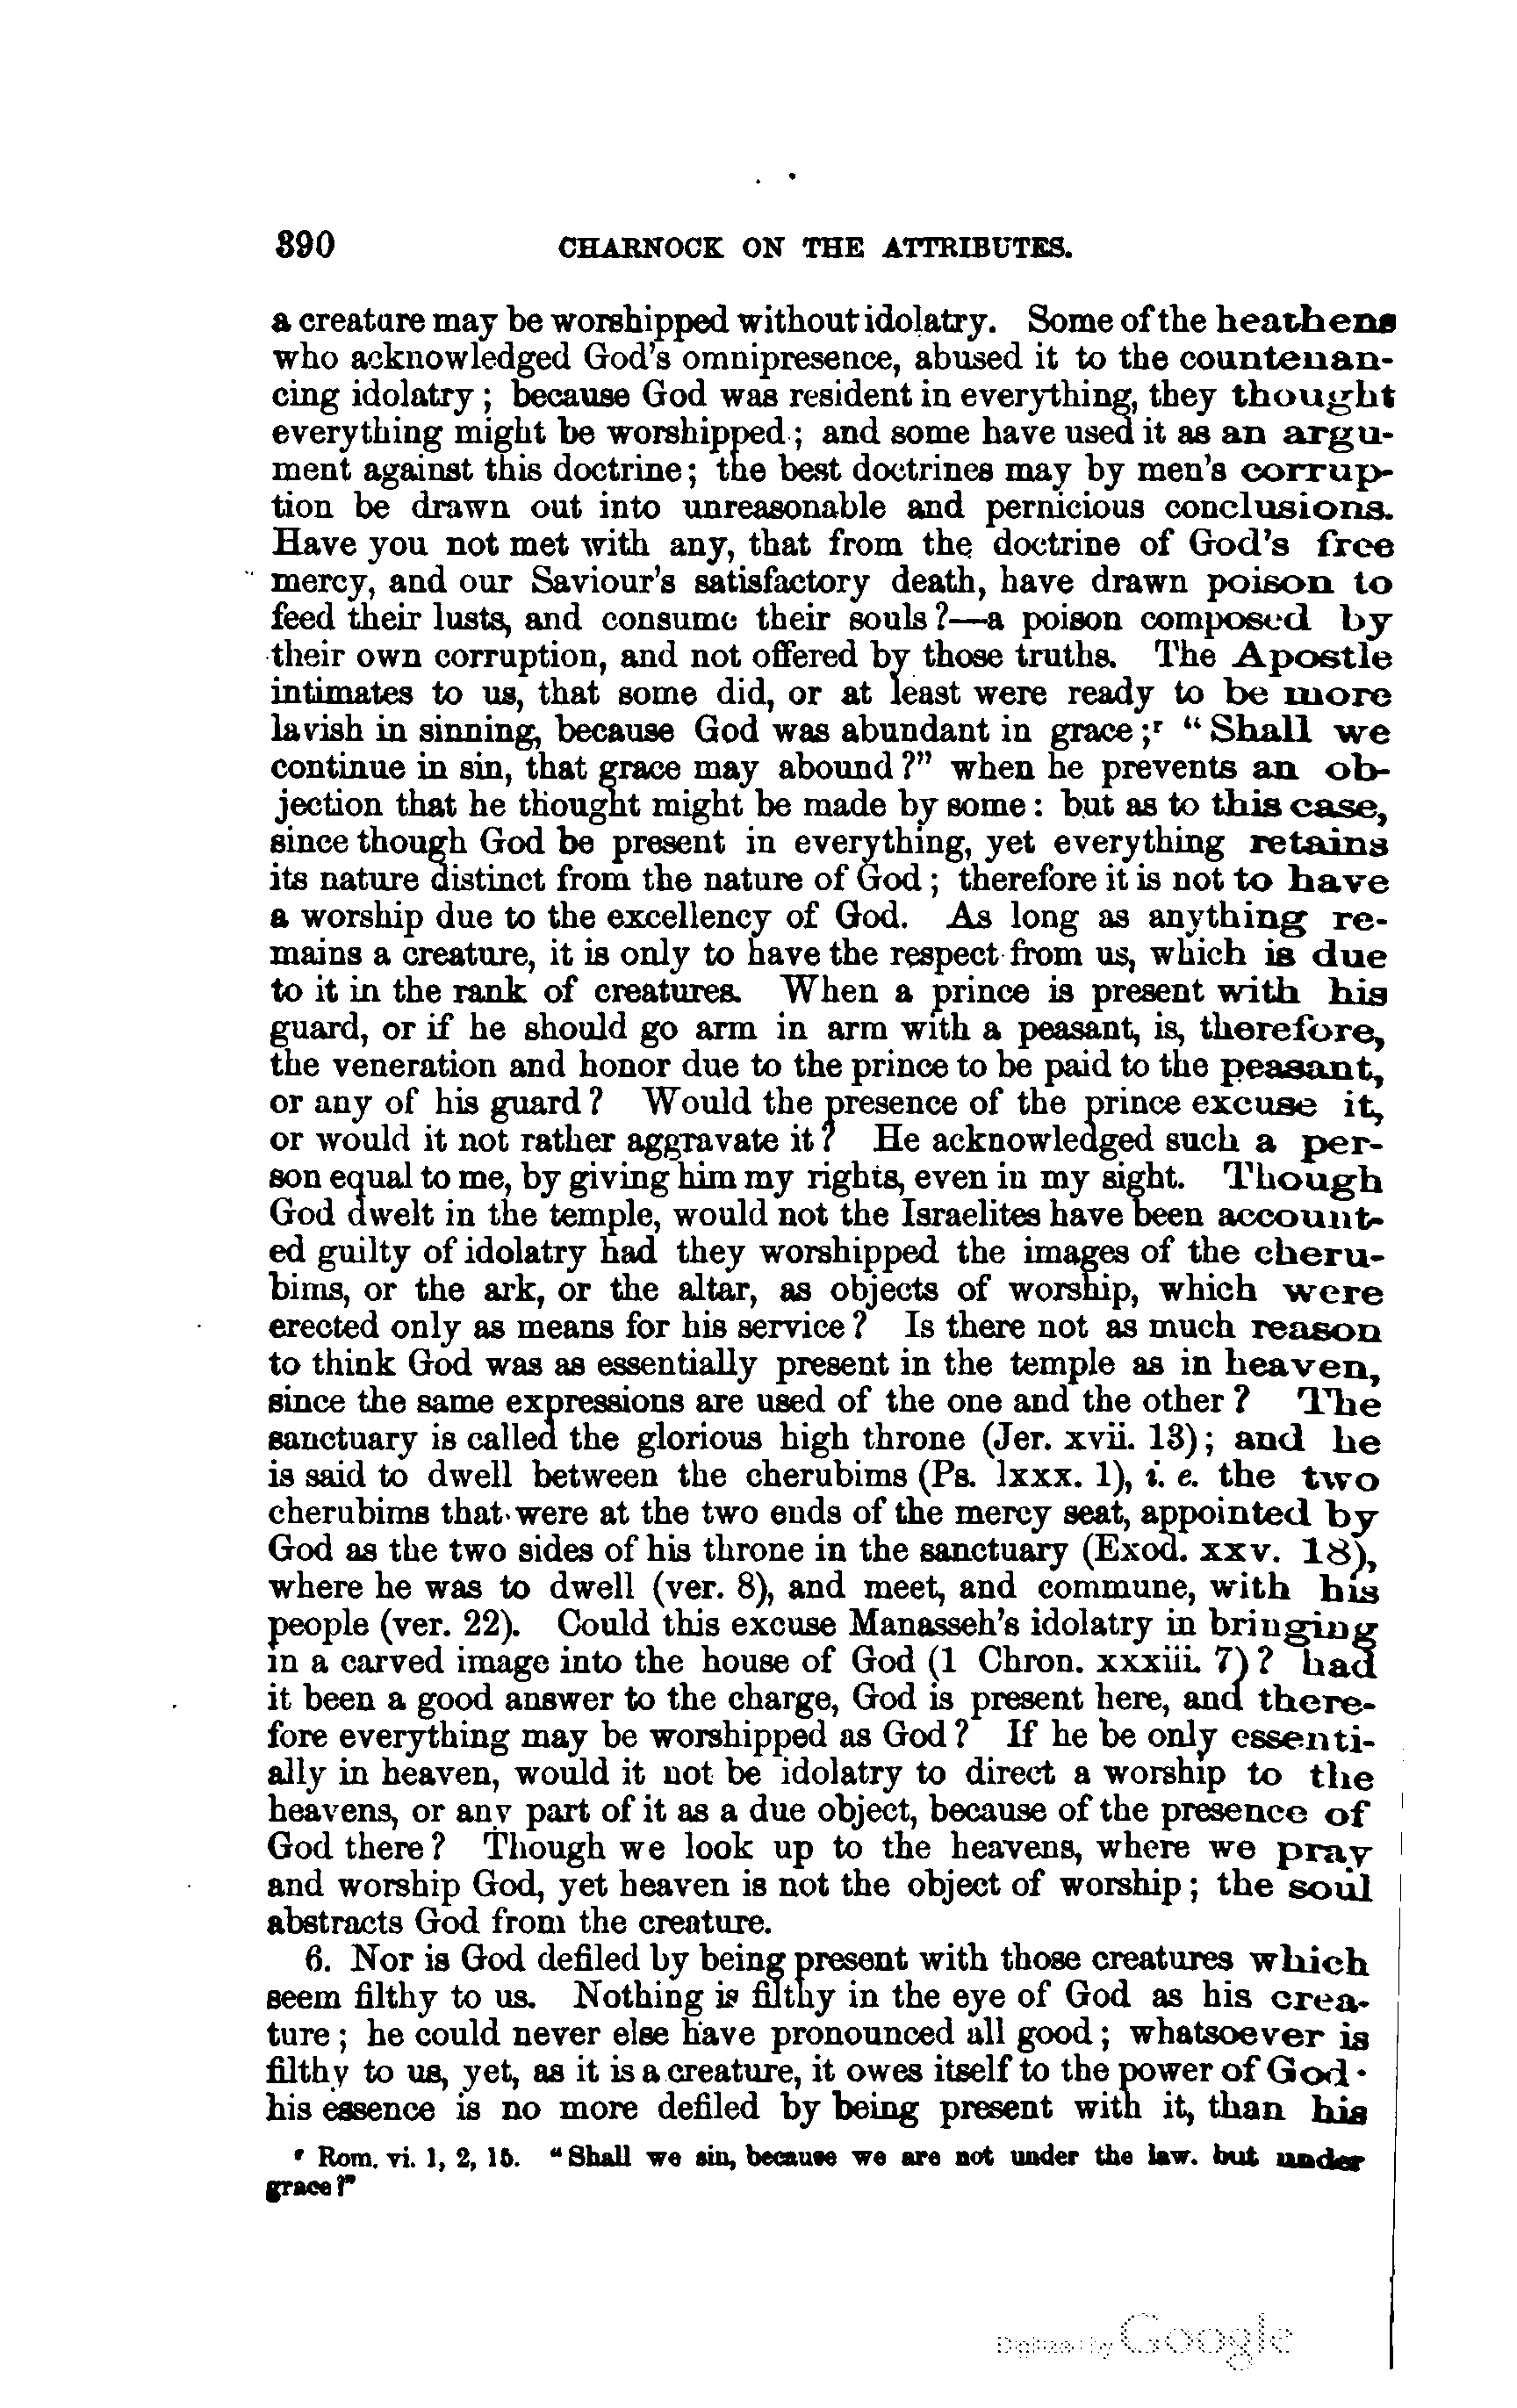 390 CHARNOCK ON THE ATTRIBUTES.
a creature may be worshipped without idolatry. Some of the heathens
who acknowledged God's omnipresence, abused it to the countenan-
cing idolatry; because God was resident in everything, they thought
everything might be worshipped; and some have used it as an argu-
ment against this doctrine; the best doctrines may by men's corrup-
tion be drawn out into unreasonable and pernicious conclusions.
Have you not met with any, that from the doctrine of God's free
mercy, and our Saviour's satisfactory death, have drawn poison to
feed their lusts, and consume their souls?—a poison composed by
their own corruption, and not offered by those truths. The Apostle
intimates to us, that some did, or at least were ready to be more
lavish in sinning, because God was abundant in grace;r "Shall we
continue in sin, that grace may abound?" when he prevents an ob-
jection that he thought might be made by some: but as to this case,
since though God be present in everything, yet everything retains
its nature distinct from the nature of God; therefore it is not to have
a worship due to the excellency of God. As long as anything re-
mains a creature, it is only to have the respect from us, which is due
to it in the rank of creatures. When a prince is present with his
guard, or if he should go arm in arm with a peasant, is, therefore,
the veneration and honor due to the prince to be paid to the peasant,
or any of his guard? Would the presence of the prince excuse it,
or would it not rather aggravate it? He acknowledged such a per-
son equal to me, by giving him my rights, even in my sight. Though
God dwelt in the temple, would not the Israelites have been account-
ed guilty of idolatry had they worshipped the images of the cheru-
bims, or the ark, or the altar, as objects of worship, which were
erected only as means for his service? Is there not as much reason
to think God was as essentially present in the temple as in heaven,
since the same expressions are used of the one and the other? The
sanctuary is called the glorious high throne (Jer. xvii. 13); and he
is said to dwell between the cherubims (Ps. lxxx. 1), i. e. the two
cherubims that were at the two ends of the mercy seat, appointed by
God as the two sides of his throne in the sanctuary (Exod. xxv. 18),
where he was to dwell (ver. 8), and meet, and commune, with his
people (ver. 22). Could this excuse Manasseh's idolatry in bringing
in a carved image into the house of God (1 Chron. xxxiii. 7)? had
it been a good answer to the charge, God is present here, and there-
fore everything may be worshipped as God? If he be only essenti-
ally in heaven, would it not be idolatry to direct a worship to the
heavens, or any part of it as a due object, because of the presence of
God there? Though we look up to the heavens, where we pray
and worship God, yet heaven is not the object of worship; the soul
abstracts God from the creature.
6. Nor is God defiled by being present with those creatures which
seem filthy to us. Nothing is filthy in the eye of God as his crea-
ture; he could never else have pronounced all good; whatsoever is
filthy to us, yet, as it is a creature, it owes itself to the power of God·
his essence is no more defiled by being present with it, than his
r Rom. vi. 1, 2, 15. "Shall we sin, because we are not under the law. but under
grace?"
Digitized by Google